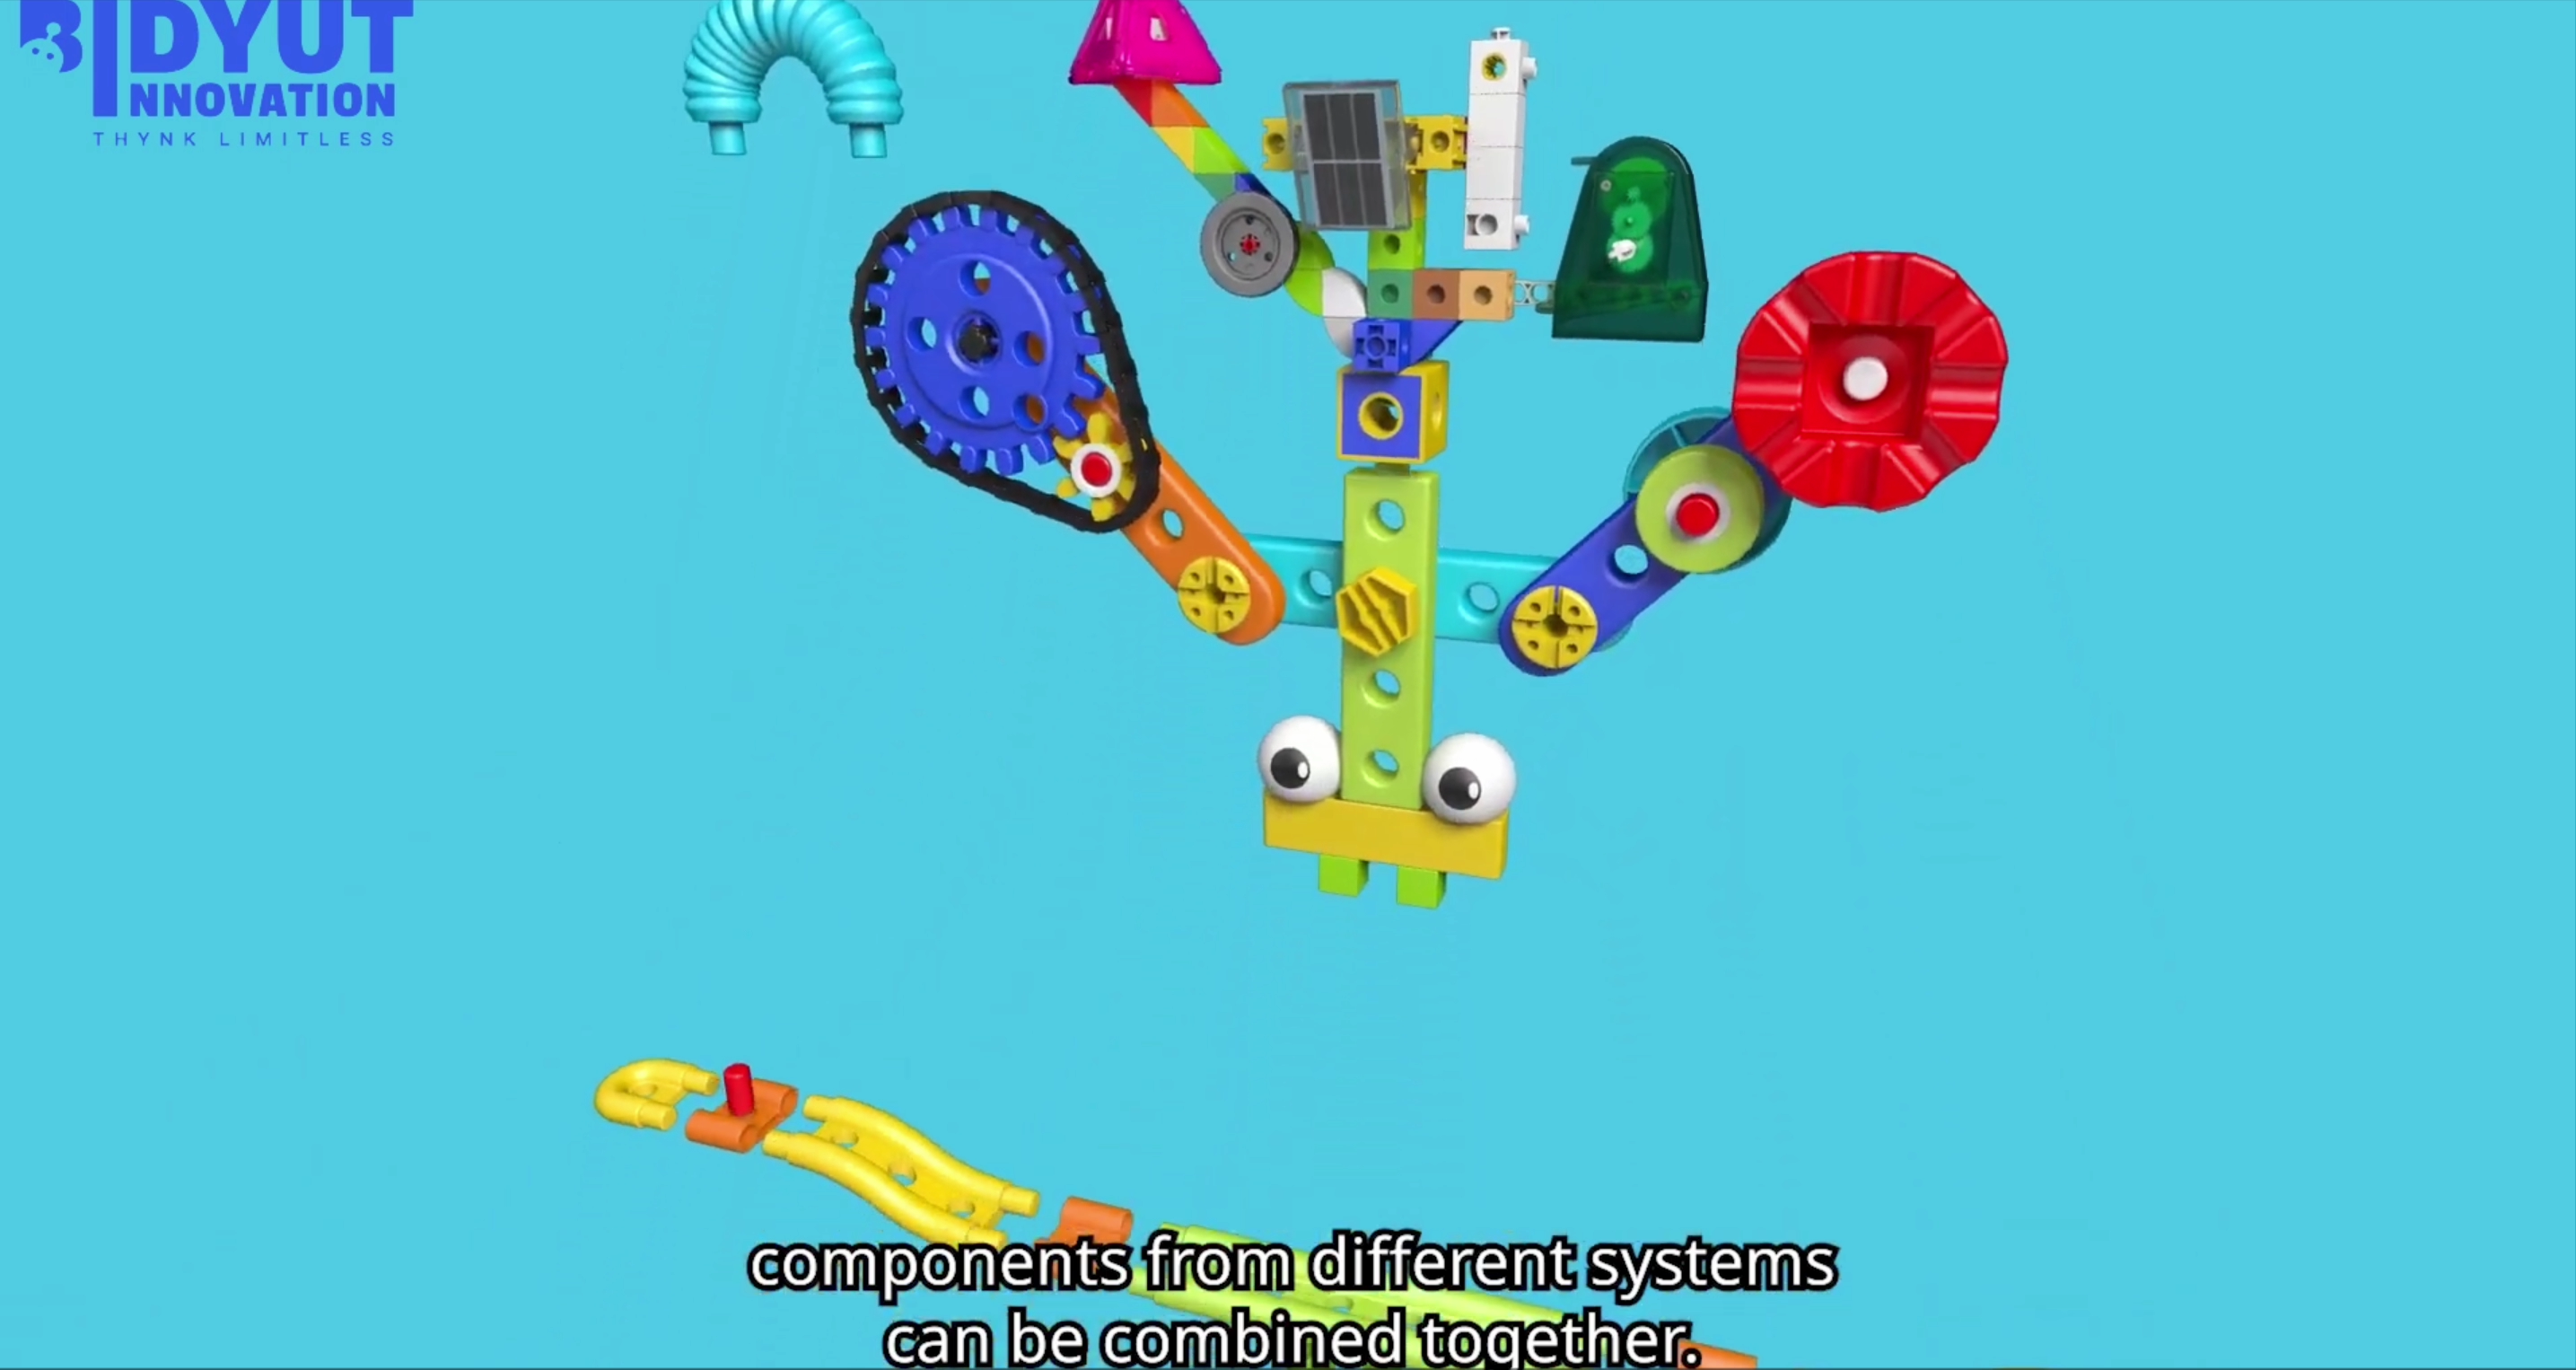 BIDYUT
INNOVATION
THYNK LIMITLESS
components from different systems
can be combined together.